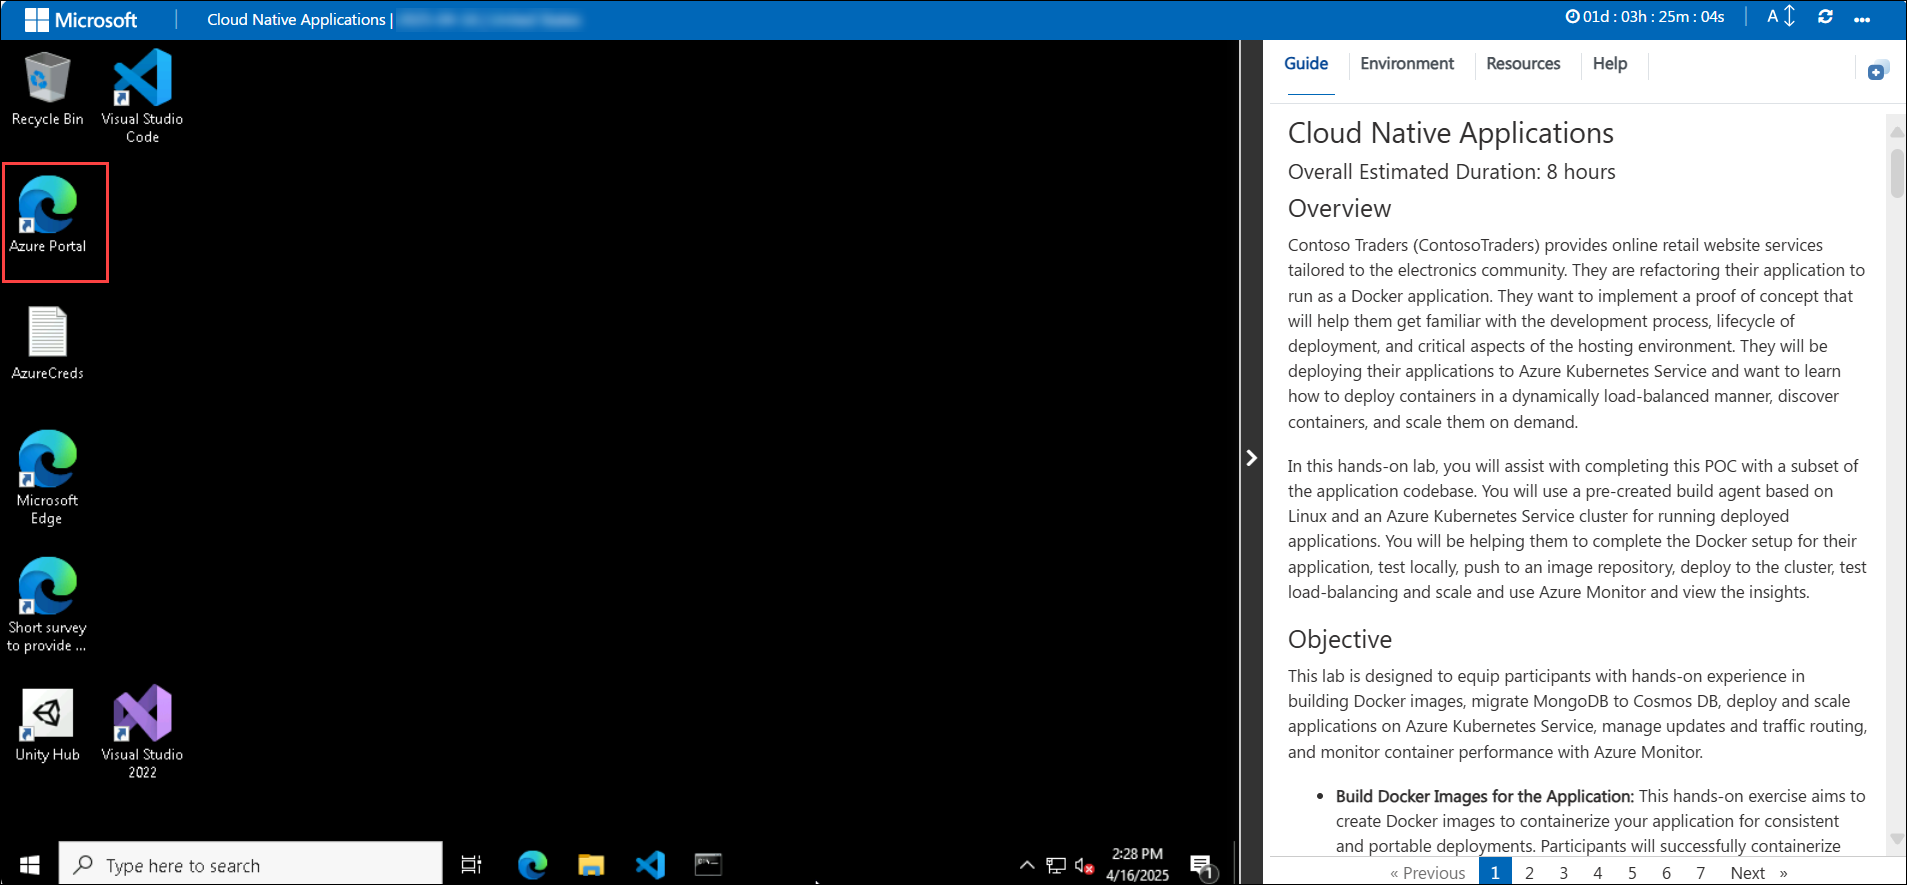 Microsoft
Cloud Native Applications |
01d : 03h : 25m : 04s
A
Recycle Bin
Visual Studio
Code
Azure Portal
AzureCreds
Microsoft
Edge
Short survey
to provide ...
Unity Hub
Visual Studio
2022
Type here to search
2:28 PM
4/16/2025
1
Guide
Environment
Resources
Help
Cloud Native Applications
Overall Estimated Duration: 8 hours
Overview
Contoso Traders (ContosoTraders) provides online retail website services
tailored to the electronics community. They are refactoring their application to
run as a Docker application. They want to implement a proof of concept that
will help them get familiar with the development process, lifecycle of
deployment, and critical aspects of the hosting environment. They will be
deploying their applications to Azure Kubernetes Service and want to learn
how to deploy containers in a dynamically load-balanced manner, discover
containers, and scale them on demand.
In this hands-on lab, you will assist with completing this POC with a subset of
the application codebase. You will use a pre-created build agent based on
Linux and an Azure Kubernetes Service cluster for running deployed
applications. You will be helping them to complete the Docker setup for their
application, test locally, push to an image repository, deploy to the cluster, test
load-balancing and scale and use Azure Monitor and view the insights.
Objective
This lab is designed to equip participants with hands-on experience in
building Docker images, migrate MongoDB to Cosmos DB, deploy and scale
applications on Azure Kubernetes Service, manage updates and traffic routing,
and monitor container performance with Azure Monitor.
• Build Docker Images for the Application: This hands-on exercise aims to
create Docker images to containerize your application for consistent
and portable deployments. Participants will successfully containerize
« Previous 1 2 3 4 5 6 7 Next »